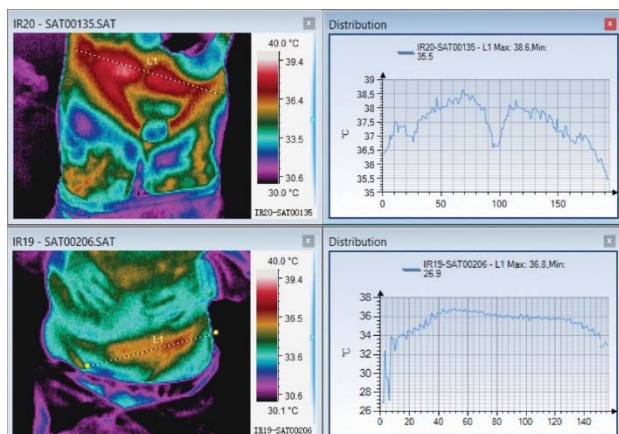 IR20 - SAT00135.SAT
L1
40.0 °C
39.4
36.4
33.5
30.6
30.0 °C
IR20-SAT00135
Distribution
IR20-SAT00135 - L1 Max: 38.6,Min:
35.5
°C
39
38.5
38
37.5
37
36.5
36
35.5
35
0 50 100 150
IR19 - SAT00206.SAT
L1
40.0 °C
39.4
36.5
33.6
30.6
30.1 °C
IR19-SAT00206
Distribution
IR19-SAT00206 - L1 Max: 36.8,Min:
26.9
°C
38
36
34
32
30
28
26
0 20 40 60 80 100 120 140